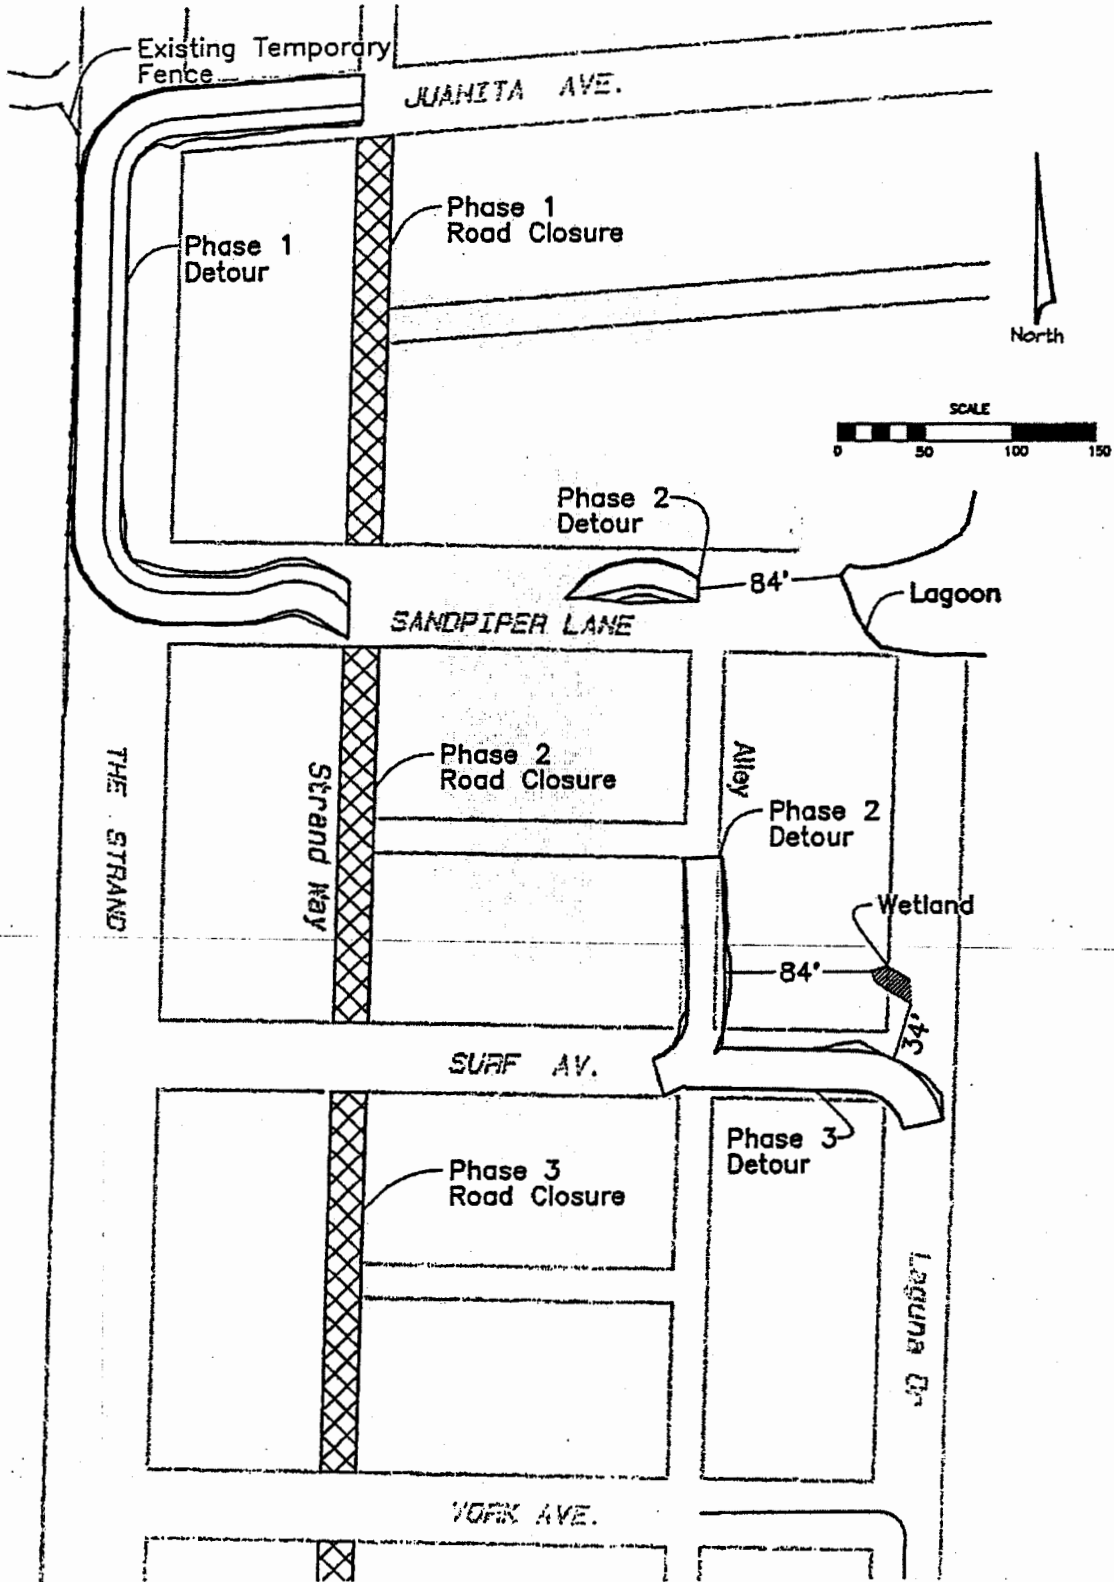 Existing Temporary
Fence
JUAHITA AVE.
Phase 1
Road Closure
Phase 1
Detour
North
SCALE
0 50 100 150
Phase 2
Detour
84'
Lagoon
SANDPIPER LANE
THE STRAND
Strand Way
Phase 2
Road Closure
Alley
Phase 2
Detour
Wetland
84'
34'
SURF AV.
Phase 3
Detour
Phase 3
Road Closure
Laguna Dr
YORK AVE.